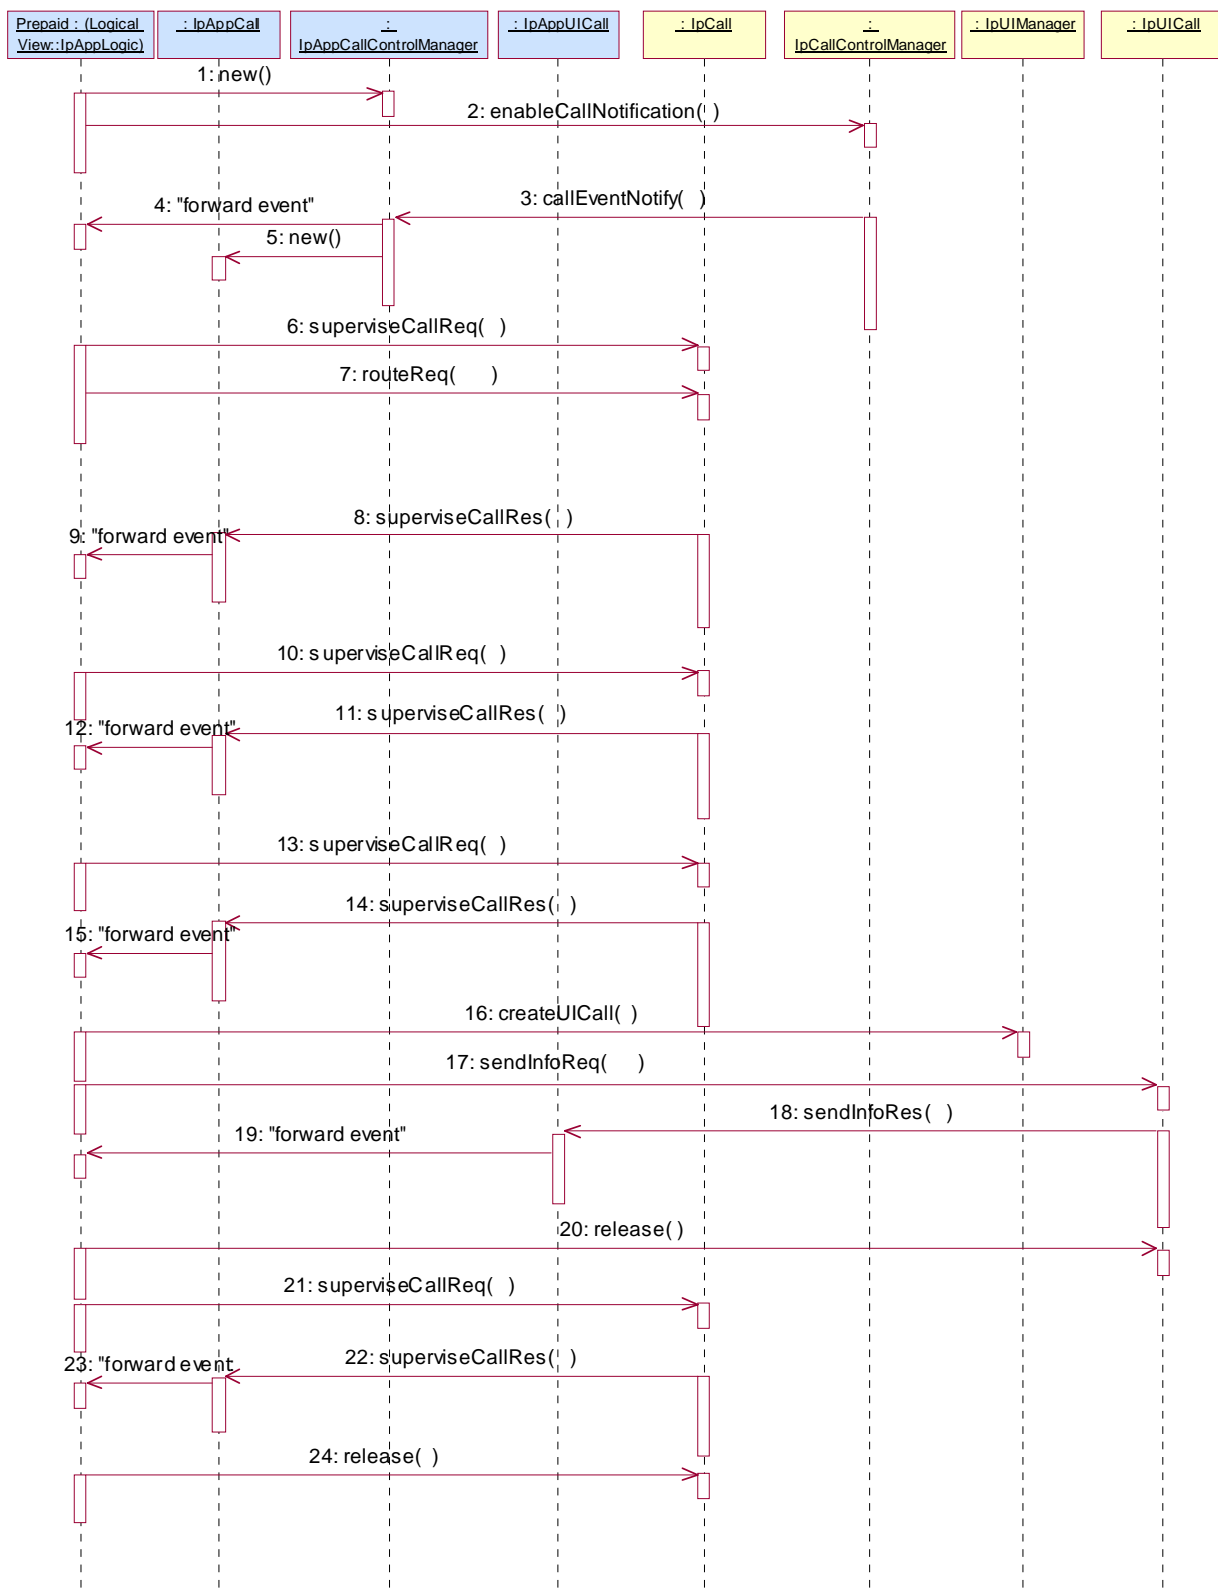 Prepaid : (Logical
View::IpAppLogic)
: IpAppCall
:
IpAppCallControlManager
: IpAppUICall
: IpCall
:
IpCallControlManager
: IpUIManager
: IpUICall
1: new()
2: enableCallNotification( )
3: callEventNotify( )
4: "forward event"
5: new()
6: superviseCallReq( )
7: routeReq( )
8: superviseCallRes( )
9: "forward event"
10: superviseCallReq( )
11: superviseCallRes( )
12: "forward event"
13: superviseCallReq( )
14: superviseCallRes( )
15: "forward event"
16: createUICall( )
17: sendInfoReq( )
18: sendInfoRes( )
19: "forward event"
20: release( )
21: superviseCallReq( )
22: superviseCallRes( )
23: "forward event:
24: release( )